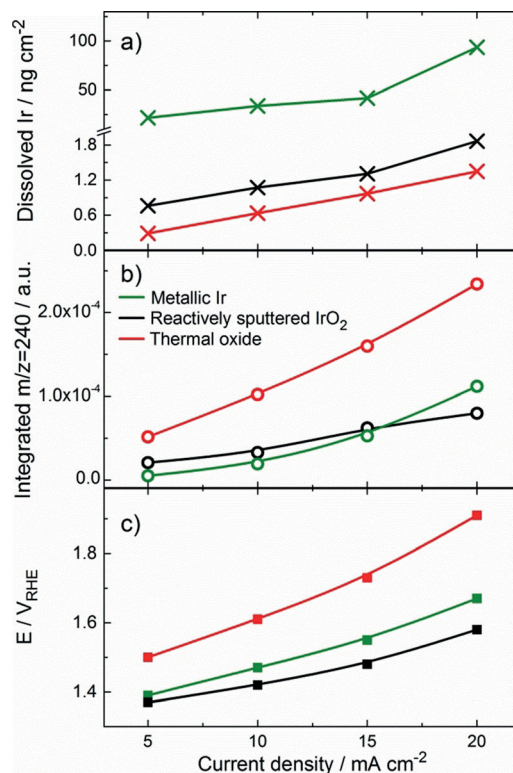 a)
Dissolved Ir / ng cm⁻²
100
50
1.8
1.2
0.6
0.0
b)
Integrated m/z=240 / a.u.
2.0x10⁻⁴
1.0x10⁻⁴
0.0
Metallic Ir
Reactively sputtered IrO₂
Thermal oxide
c)
E / V_RHE
1.8
1.6
1.4
5 10 15 20
Current density / mA cm⁻²